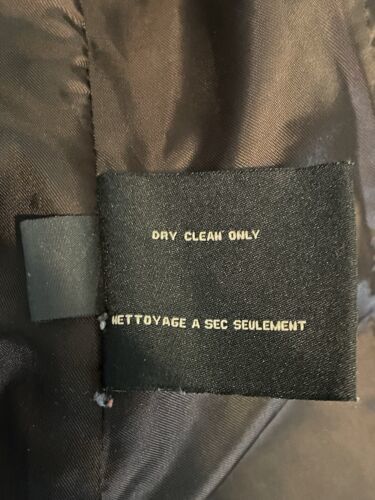 DRY CLEAN ONLY
NETTOYAGE A SEC SEULEMENT